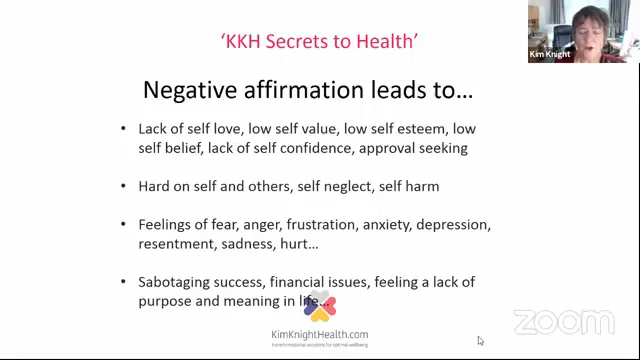 ‘KKH Secrets to Health’
Kim Knight
Negative affirmation leads to…
• Lack of self love, low self value, low self esteem, low
self belief, lack of self confidence, approval seeking
• Hard on self and others, self neglect, self harm
• Feelings of fear, anger, frustration, anxiety, depression,
resentment, sadness, hurt…
• Sabotaging success, financial issues, feeling a lack of
purpose and meaning in life…
KimKnightHealth.com
transformational solutions for optimal wellbeing
zoom